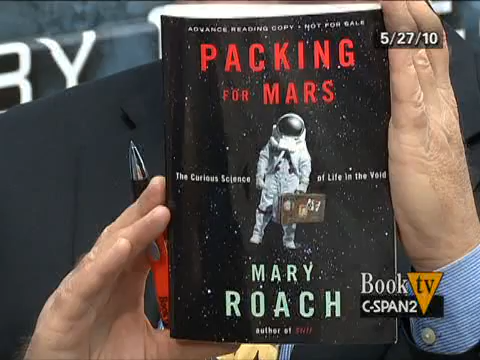 ADVANCE READING COPY • NOT FOR SALE
5/27/10
PACKING
FOR MARS
The Curious Science of Life in the Void
MARY
ROACH
author of Stiff
Book tv
C-SPAN2
RY